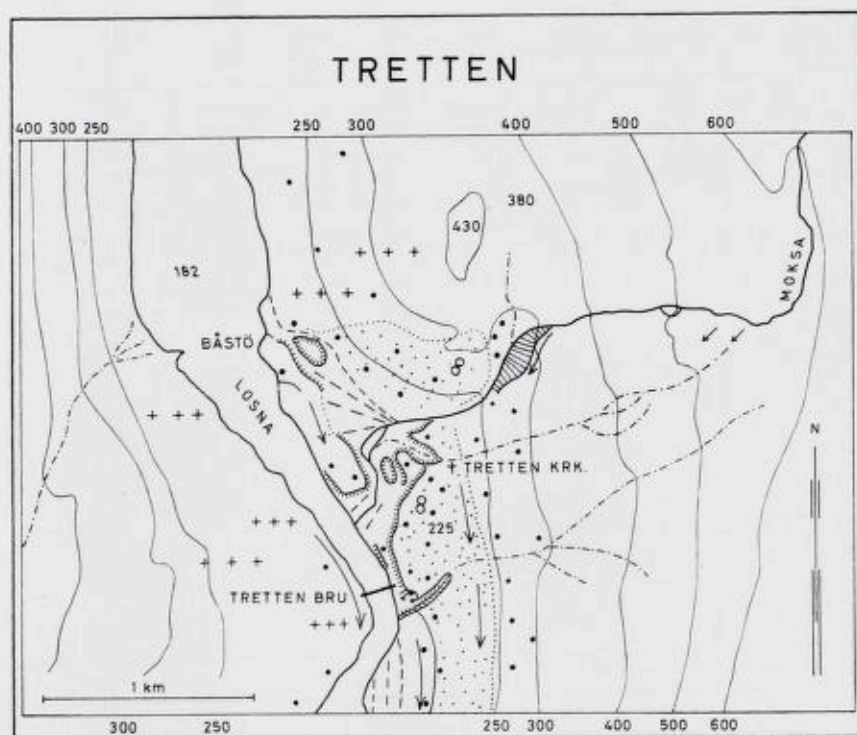 TRETTEN
400 300 250 250 300 400 500 600
380
430
182
MOKSA
BÅSTÖ
LOSNA
N
TRETTEN KRK.
225
TRETTEN BRU
1 km
300 250 250 300 400 500 600